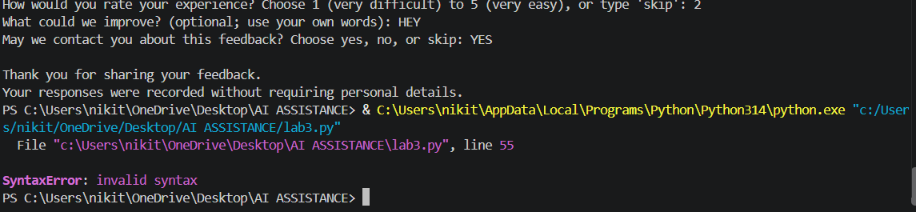 How would you rate your experience? Choose 1 (very difficult) to 5 (very easy), or type 'skip': 2
What could we improve? (optional; use your own words): HEY
May we contact you about this feedback? Choose yes, no, or skip: YES
Thank you for sharing your feedback.
Your responses were recorded without requiring personal details.
PS C:\Users\nikit\OneDrive\Desktop\AI ASSISTANCE> & C:\Users\nikit\AppData\Local\Programs\Python\Python314\python.exe "c:/User
s/nikit/OneDrive/Desktop/AI ASSISTANCE/lab3.py"
  File "c:\Users\nikit\OneDrive\Desktop\AI ASSISTANCE\lab3.py", line 55
SyntaxError: invalid syntax
PS C:\Users\nikit\OneDrive\Desktop\AI ASSISTANCE>